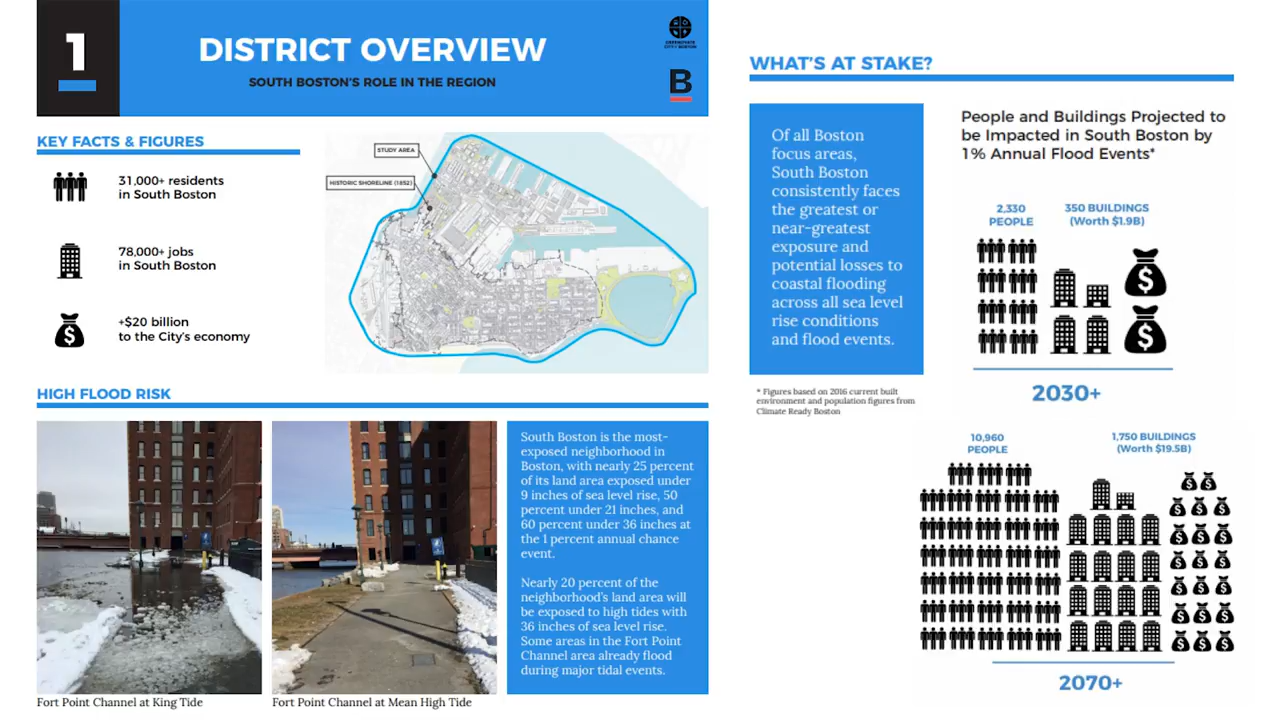 1
DISTRICT OVERVIEW
SOUTH BOSTON'S ROLE IN THE REGION
GREENOVATE
CITY OF BOSTON
B
KEY FACTS & FIGURES
31,000+ residents
in South Boston
78,000+ jobs
in South Boston
+$20 billion
to the City's economy
STUDY AREA
HISTORIC SHORELINE (1852)
HIGH FLOOD RISK
South Boston is the most-
exposed neighborhood in
Boston, with nearly 25 percent
of its land area exposed under
9 inches of sea level rise, 50
percent under 21 inches, and
60 percent under 36 inches at
the 1 percent annual chance
event.
Nearly 20 percent of the
neighborhood's land area will
be exposed to high tides with
36 inches of sea level rise.
Some areas in the Fort Point
Channel area already flood
during major tidal events.
Fort Point Channel at King Tide
Fort Point Channel at Mean High Tide
WHAT'S AT STAKE?
Of all Boston
focus areas,
South Boston
consistently faces
the greatest or
near-greatest
exposure and
potential losses to
coastal flooding
across all sea level
rise conditions
and flood events.
* Figures based on 2016 current built
environment and population figures from
Climate Ready Boston
People and Buildings Projected to
be Impacted in South Boston by
1% Annual Flood Events*
2,330
PEOPLE
350 BUILDINGS
(Worth $1.9B)
2030+
10,960
PEOPLE
1,750 BUILDINGS
(Worth $19.5B)
2070+